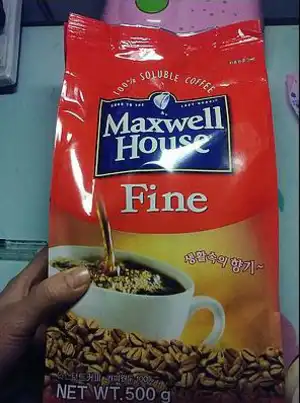 100% SOLUBLE COFFEE
GOOD TO THE LAST DROP!
Maxwell
House
Fine
생활속의 향기~
NET WT.500 g